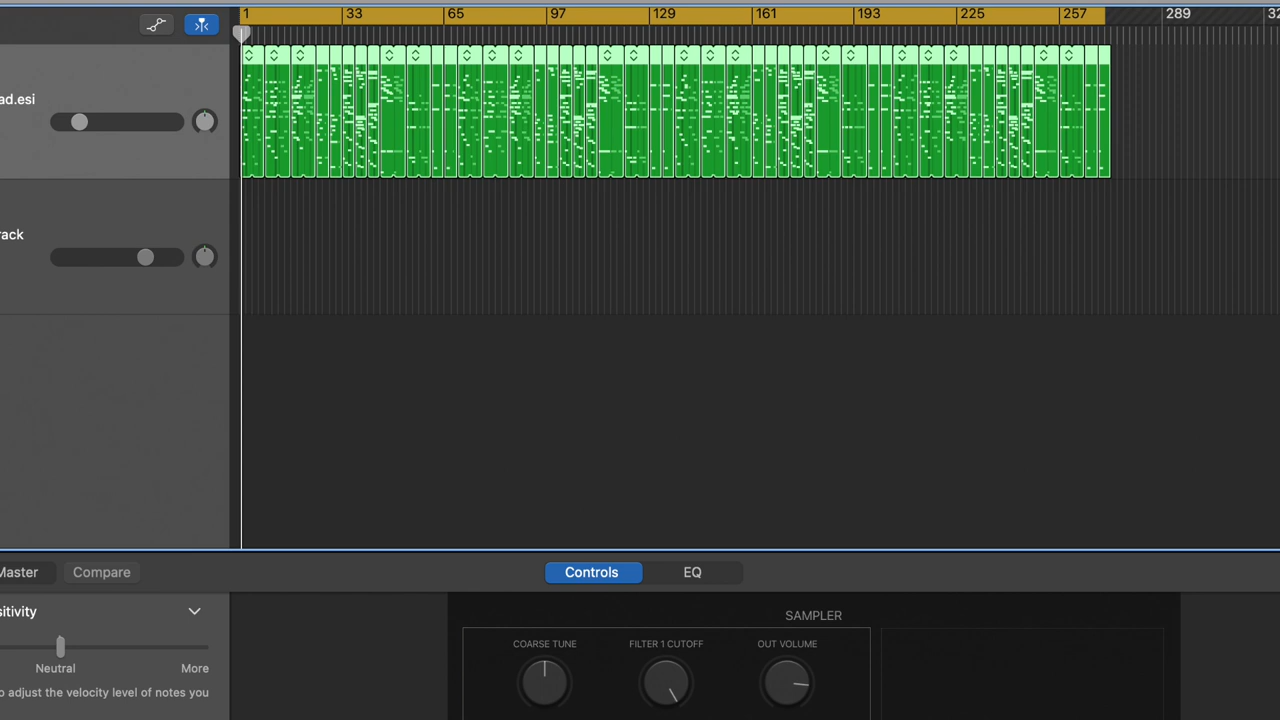 1 33 65 97 129 161 193 225 257 289
ad.esi
rack
Master Compare Controls EQ
sitivity
SAMPLER
COARSE TUNE FILTER 1 CUTOFF OUT VOLUME
Neutral More
o adjust the velocity level of notes you